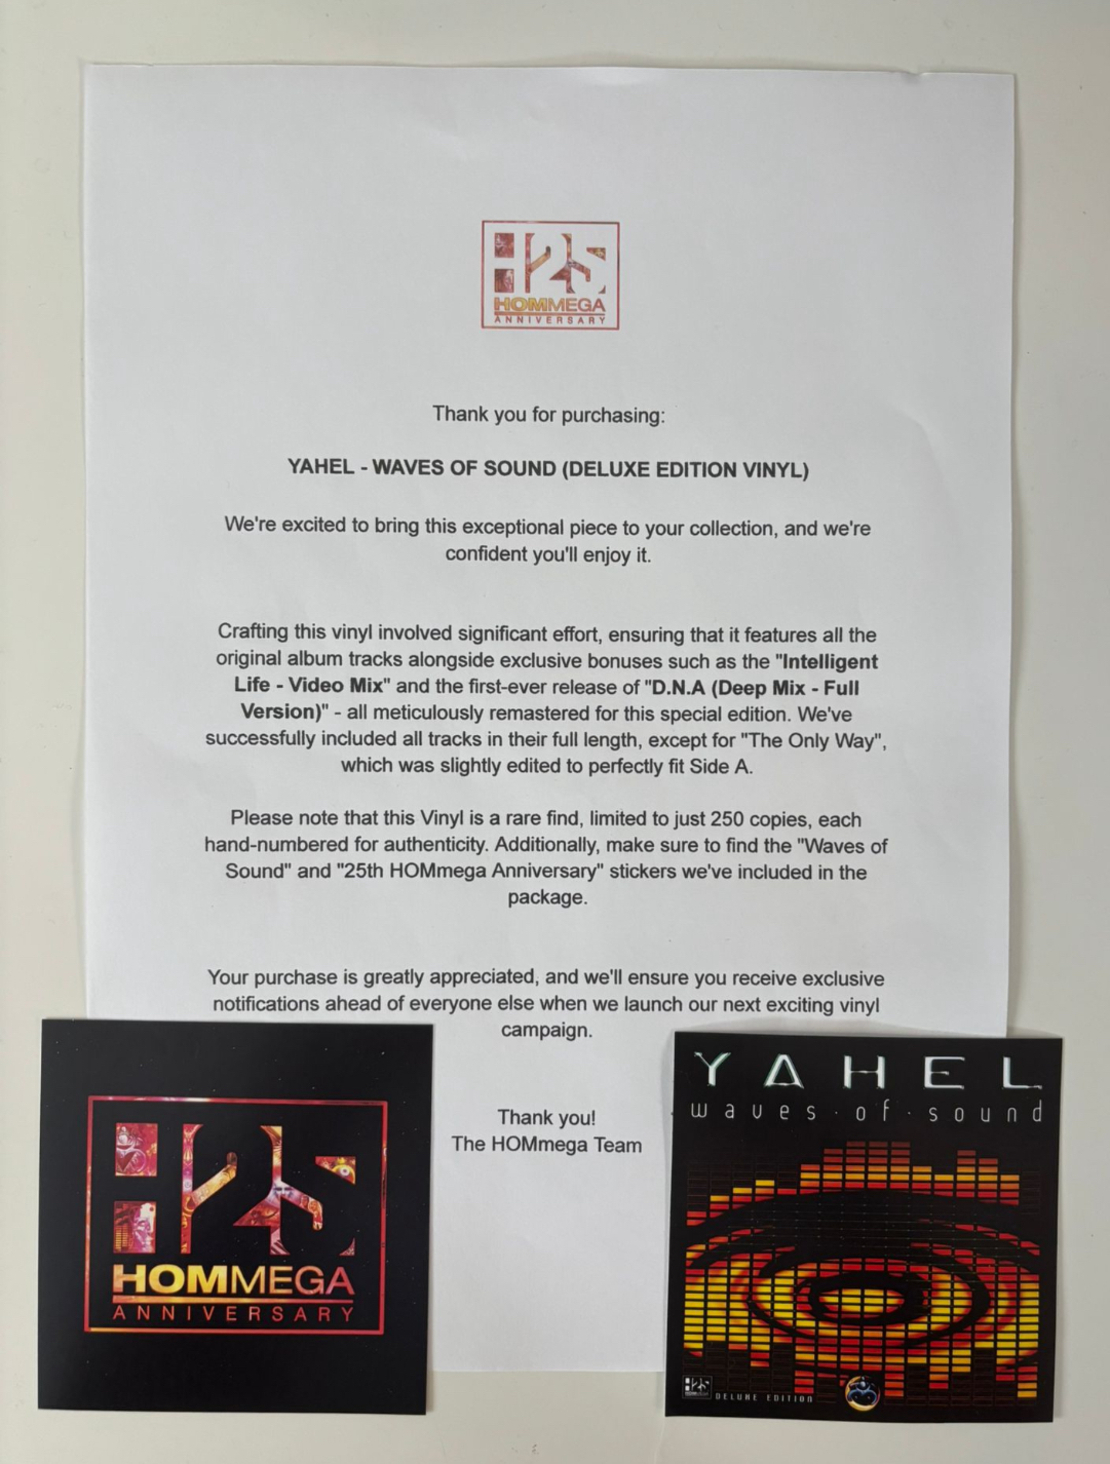 H25
HOMMEGA
ANNIVERSARY
Thank you for purchasing:
YAHEL - WAVES OF SOUND (DELUXE EDITION VINYL)
We're excited to bring this exceptional piece to your collection, and we're
confident you'll enjoy it.
Crafting this vinyl involved significant effort, ensuring that it features all the
original album tracks alongside exclusive bonuses such as the "Intelligent
Life - Video Mix" and the first-ever release of "D.N.A (Deep Mix - Full
Version)" - all meticulously remastered for this special edition. We've
successfully included all tracks in their full length, except for "The Only Way",
which was slightly edited to perfectly fit Side A.
Please note that this Vinyl is a rare find, limited to just 250 copies, each
hand-numbered for authenticity. Additionally, make sure to find the "Waves of
Sound" and "25th HOMmega Anniversary" stickers we've included in the
package.
Your purchase is greatly appreciated, and we'll ensure you receive exclusive
notifications ahead of everyone else when we launch our next exciting vinyl
campaign.
Thank you!
The HOMmega Team
H25
HOMMEGA
ANNIVERSARY
YAHEL
waves·of·sound
H25
DELUXE EDITION